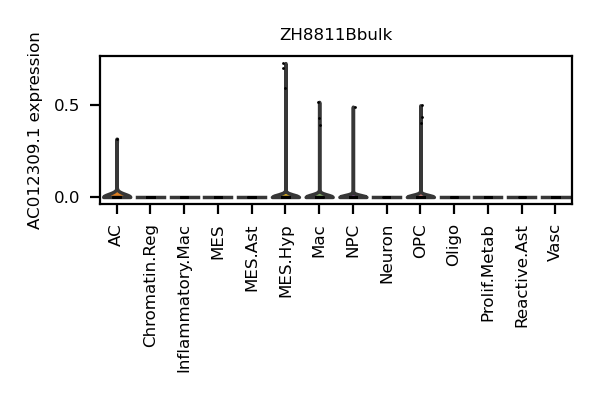 ZH8811Bbulk
AC012309.1 expression
0.5
0.0
AC
Chromatin.Reg
Inflammatory.Mac
MES
MES.Ast
MES.Hyp
Mac
NPC
Neuron
OPC
Oligo
Prolif.Metab
Reactive.Ast
Vasc